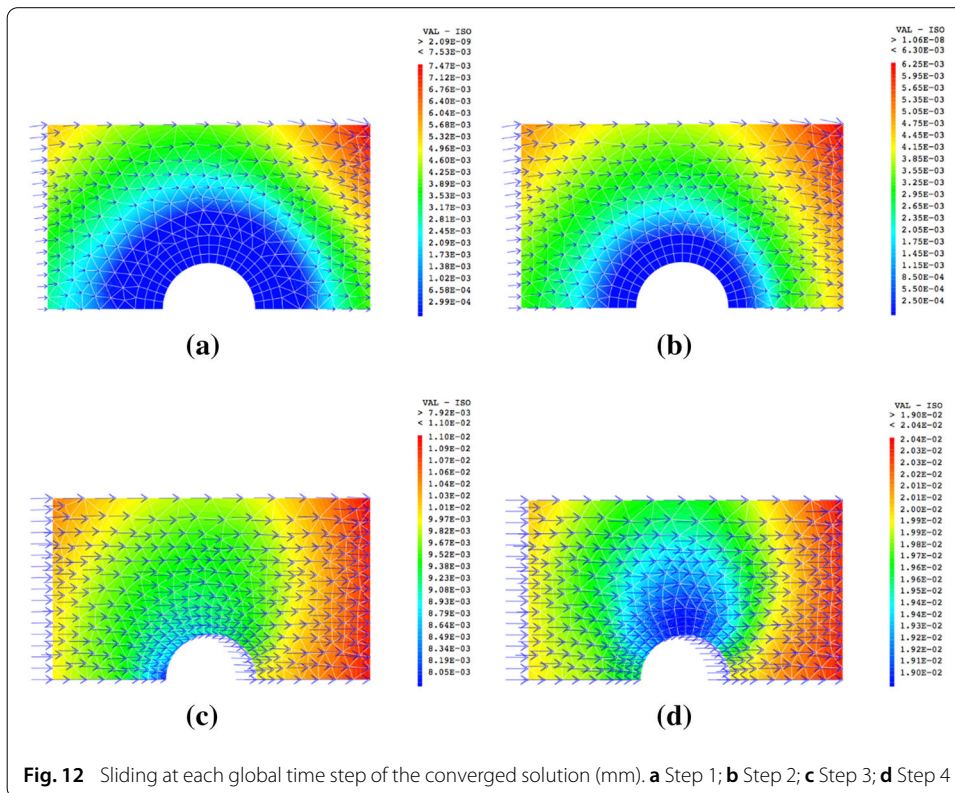 VAL - ISO
> 2.09E-09
< 7.53E-03
7.47E-03
7.12E-03
6.76E-03
6.40E-03
6.04E-03
5.68E-03
5.32E-03
4.96E-03
4.60E-03
4.25E-03
3.89E-03
3.53E-03
3.17E-03
2.81E-03
2.45E-03
2.09E-03
1.73E-03
1.38E-03
1.02E-03
6.58E-04
2.99E-04
(a)
VAL - ISO
> 1.06E-08
< 6.30E-03
6.25E-03
5.95E-03
5.65E-03
5.35E-03
5.05E-03
4.75E-03
4.45E-03
4.15E-03
3.85E-03
3.55E-03
3.25E-03
2.95E-03
2.65E-03
2.35E-03
2.05E-03
1.75E-03
1.45E-03
1.15E-03
8.50E-04
5.50E-04
2.50E-04
(b)
VAL - ISO
> 7.92E-03
< 1.10E-02
1.10E-02
1.09E-02
1.07E-02
1.06E-02
1.04E-02
1.03E-02
1.01E-02
9.97E-03
9.82E-03
9.67E-03
9.52E-03
9.38E-03
9.23E-03
9.08E-03
8.93E-03
8.79E-03
8.64E-03
8.49E-03
8.34E-03
8.19E-03
8.05E-03
(c)
VAL - ISO
> 1.90E-02
< 2.04E-02
2.04E-02
2.03E-02
2.03E-02
2.02E-02
2.01E-02
2.01E-02
2.00E-02
1.99E-02
1.99E-02
1.98E-02
1.97E-02
1.96E-02
1.96E-02
1.95E-02
1.94E-02
1.94E-02
1.93E-02
1.92E-02
1.92E-02
1.91E-02
1.90E-02
(d)
Fig. 12 Sliding at each global time step of the converged solution (mm). a Step 1; b Step 2; c Step 3; d Step 4